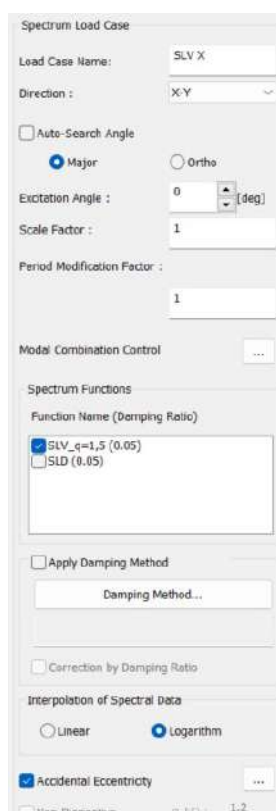 Spectrum Load Case
Load Case Name: SLV X
Direction : X-Y
Auto-Search Angle
Major Ortho
Excitation Angle : 0 [deg]
Scale Factor : 1
Period Modification Factor :
1
Modal Combination Control ...
Spectrum Functions
Function Name (Damping Ratio)
SLV_q=1,5 (0.05)
SLD (0.05)
Apply Damping Method
Damping Method...
Correction by Damping Ratio
Interpolation of Spectral Data
Linear Logarithm
Accidental Eccentricity ...
1.2